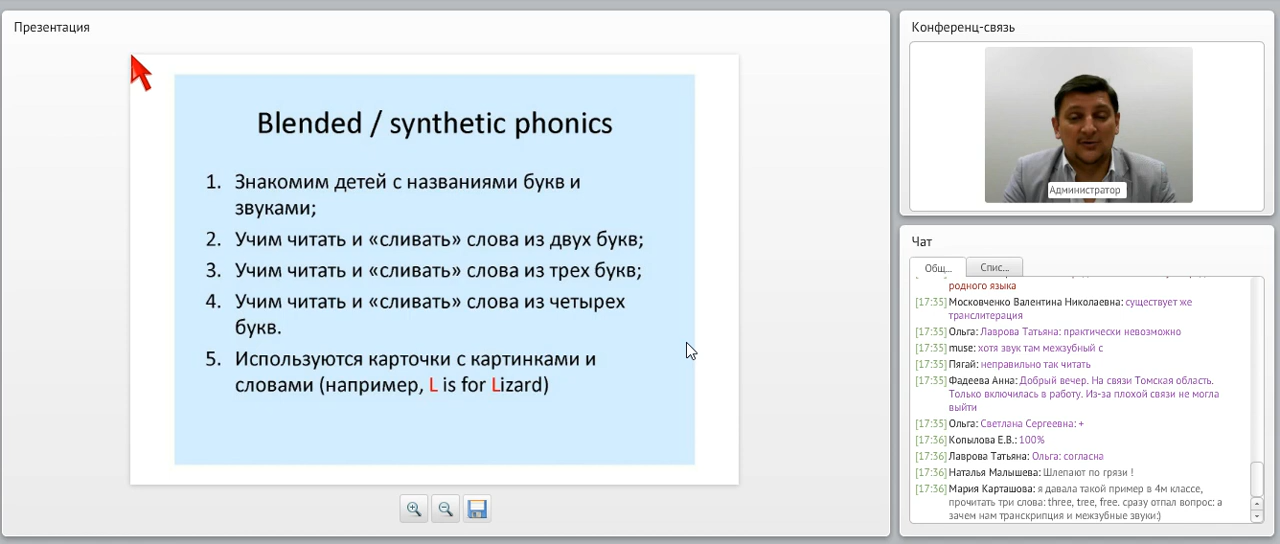 Презентация
Blended / synthetic phonics
1. Знакомим детей с названиями букв и
звуками;
2. Учим читать и «сливать» слова из двух букв;
3. Учим читать и «сливать» слова из трех букв;
4. Учим читать и «сливать» слова из четырех
букв.
5. Используются карточки с картинками и
словами (например, L is for Lizard)
Конференц-связь
Администратор
Чат
Общ...
Спис...
родного языка
[17:35] Московченко Валентина Николаевна: существует же
транслитерация
[17:35] Ольга: Лаврова Татьяна: практически невозможно
[17:35] muse: хотя звук там межзубный с
[17:35] Пягай: неправильно так читать
[17:35] Фадеева Анна: Добрый вечер. На связи Томская область.
Только включилась в работу. Из-за плохой связи не могла
выйти
[17:35] Ольга: Светлана Сергеевна: +
[17:36] Копылова Е.В.: 100%
[17:36] Лаврова Татьяна: Ольга: согласна
[17:36] Наталья Малышева: Шлепают по грязи !
[17:36] Мария Карташова: я давала такой пример в 4м классе,
прочитать три слова: three, tree, free. сразу отпал вопрос: а
зачем нам транскрипция и межзубные звуки:)